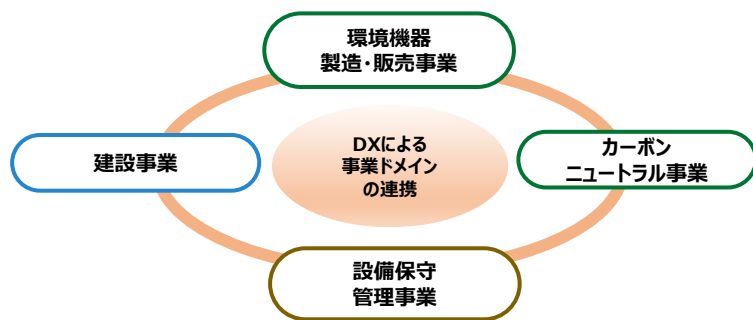 環境機器
製造・販売事業
建設事業
DXによる
事業ドメイン
の連携
カーボン
ニュートラル事業
設備保守
管理事業